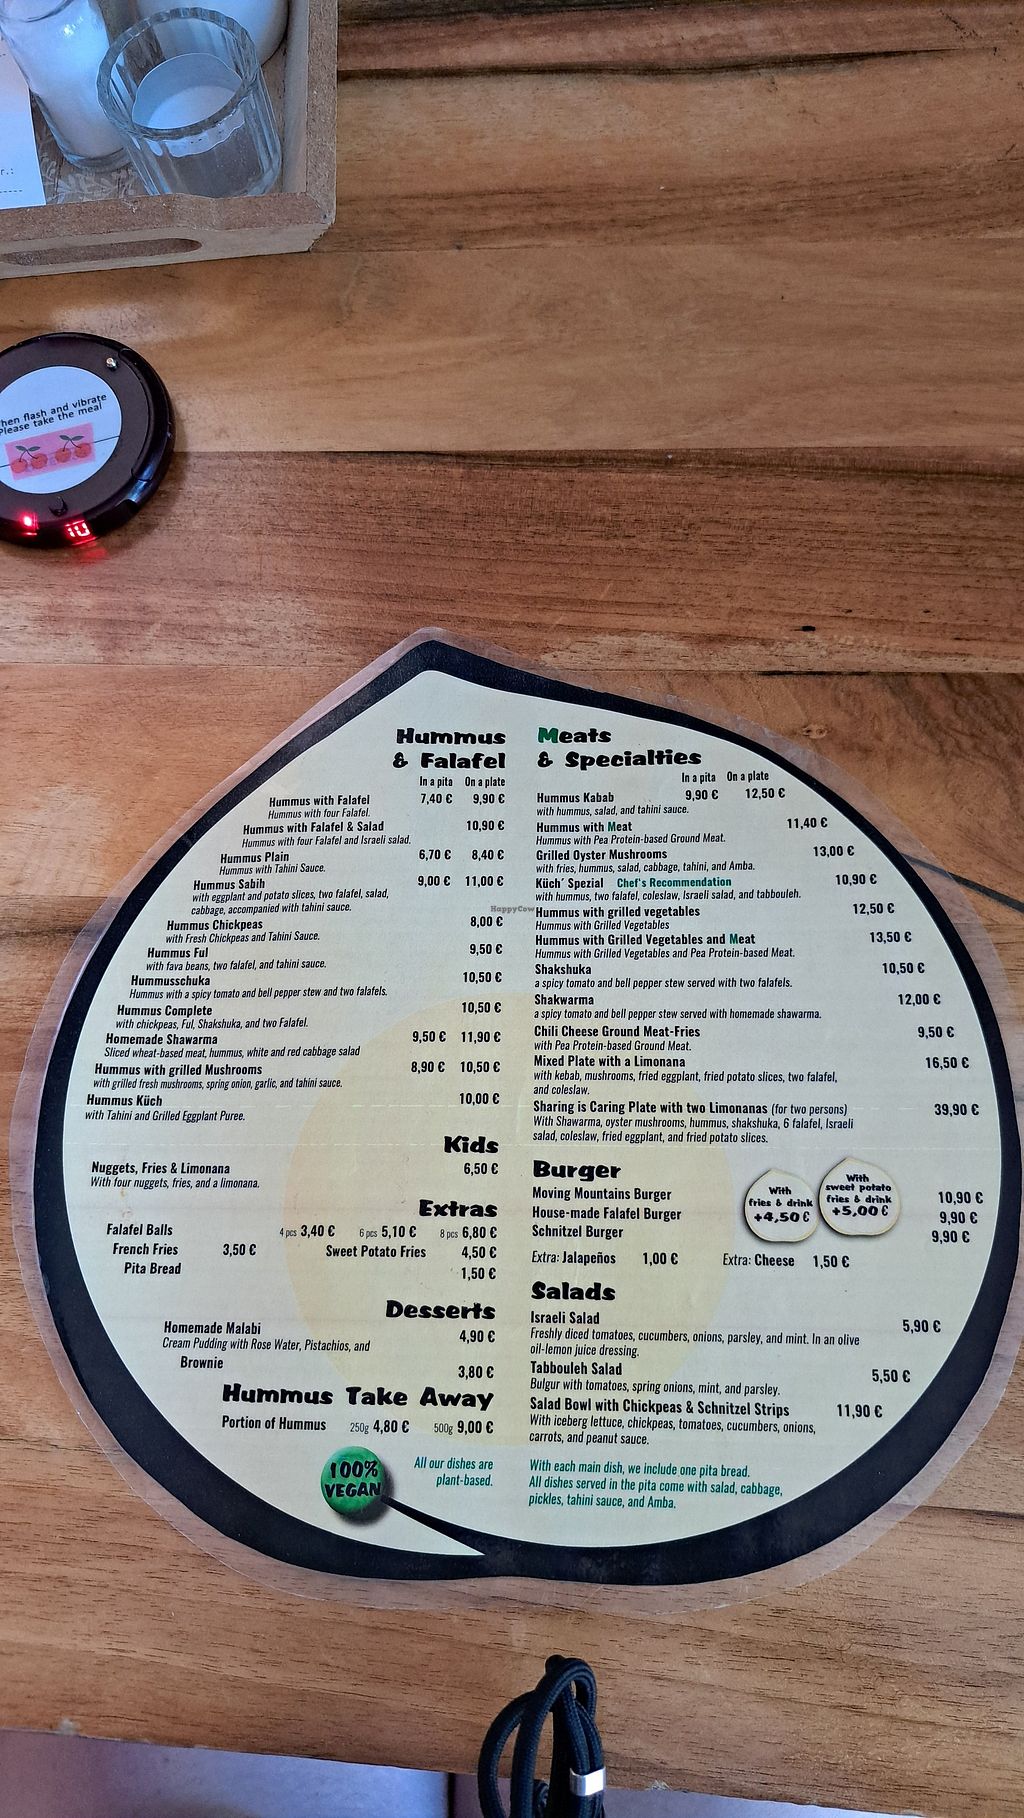 r.:
hen flash and vibrate
Please take the meal
10
Hummus
& Falafel
In a pita On a plate
Hummus with Falafel 7,40 € 9,90 €
Hummus with four Falafel.
Hummus with Falafel & Salad 10,90 €
Hummus with four Falafel and Israeli salad.
Hummus Plain 6,70 € 8,40 €
Hummus with Tahini Sauce.
Hummus Sabih 9,00 € 11,00 €
with eggplant and potato slices, two falafel, salad,
cabbage, accompanied with tahini sauce.
Hummus Chickpeas 8,00 €
with Fresh Chickpeas and Tahini Sauce.
Hummus Ful 9,50 €
with fava beans, two falafel, and tahini sauce.
Hummusschuka 10,50 €
Hummus with a spicy tomato and bell pepper stew and two falafels.
Hummus Complete 10,50 €
with chickpeas, Ful, Shakshuka, and two Falafel.
Homemade Shawarma 9,50 € 11,90 €
Sliced wheat-based meat, hummus, white and red cabbage salad
Hummus with grilled Mushrooms 8,90 € 10,50 €
with grilled fresh mushrooms, spring onion, garlic, and tahini sauce.
Hummus Küch 10,00 €
with Tahini and Grilled Eggplant Puree.
Kids
Nuggets, Fries & Limonana 6,50 €
With four nuggets, fries, and a limonana.
Extras
Falafel Balls 4 pcs 3,40 € 6 pcs 5,10 € 8 pcs 6,80 €
French Fries 3,50 € Sweet Potato Fries 4,50 €
Pita Bread 1,50 €
Desserts
Homemade Malabi 4,90 €
Cream Pudding with Rose Water, Pistachios, and
Brownie 3,80 €
Hummus Take Away
Portion of Hummus 250g 4,80 € 500g 9,00 €
100%
VEGAN
All our dishes are
plant-based.
Meats
& Specialties
In a pita On a plate
Hummus Kabab 9,90 € 12,50 €
with hummus, salad, and tahini sauce.
Hummus with Meat 11,40 €
Hummus with Pea Protein-based Ground Meat.
Grilled Oyster Mushrooms 13,00 €
with fries, hummus, salad, cabbage, tahini, and Amba.
Küch' Spezial Chef's Recommendation 10,90 €
with hummus, two falafel, coleslaw, Israeli salad, and tabbouleh.
HappyCow
Hummus with grilled vegetables 12,50 €
Hummus with Grilled Vegetables
Hummus with Grilled Vegetables and Meat 13,50 €
Hummus with Grilled Vegetables and Pea Protein-based Meat.
Shakshuka 10,50 €
a spicy tomato and bell pepper stew served with two falafels.
Shakwarma 12,00 €
a spicy tomato and bell pepper stew served with homemade shawarma.
Chili Cheese Ground Meat-Fries 9,50 €
with Pea Protein-based Ground Meat.
Mixed Plate with a Limonana 16,50 €
with kebab, mushrooms, fried eggplant, fried potato slices, two falafel,
and coleslaw.
Sharing is Caring Plate with two Limonanas (for two persons) 39,90 €
With Shawarma, oyster mushrooms, hummus, shakshuka, 6 falafel, Israeli
salad, coleslaw, fried eggplant, and fried potato slices.
Burger
With
fries & drink
+4,50 €
With
sweet potato
fries & drink
+5,00 €
Moving Mountains Burger 10,90 €
House-made Falafel Burger 9,90 €
Schnitzel Burger 9,90 €
Extra: Jalapeños 1,00 € Extra: Cheese 1,50 €
Salads
Israeli Salad 5,90 €
Freshly diced tomatoes, cucumbers, onions, parsley, and mint. In an olive
oil-lemon juice dressing.
Tabbouleh Salad 5,50 €
Bulgur with tomatoes, spring onions, mint, and parsley.
Salad Bowl with Chickpeas & Schnitzel Strips 11,90 €
With iceberg lettuce, chickpeas, tomatoes, cucumbers, onions,
carrots, and peanut sauce.
With each main dish, we include one pita bread.
All dishes served in the pita come with salad, cabbage,
pickles, tahini sauce, and Amba.